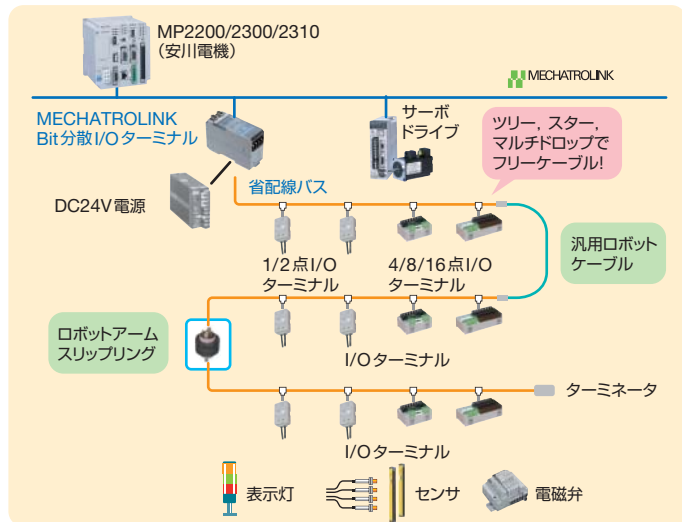 MP2200/2300/2310
（安川電機）
MECHATROLINK
MECHATROLINK
Bit分散I/Oターミナル
サーボ
ドライブ
ツリー，スター，
マルチドロップで
フリーケーブル!
省配線バス
DC24V電源
1/2点I/O
ターミナル
4/8/16点I/O
ターミナル
汎用ロボット
ケーブル
ロボットアーム
スリップリング
I/Oターミナル
ターミネータ
I/Oターミナル
表示灯
センサ
電磁弁